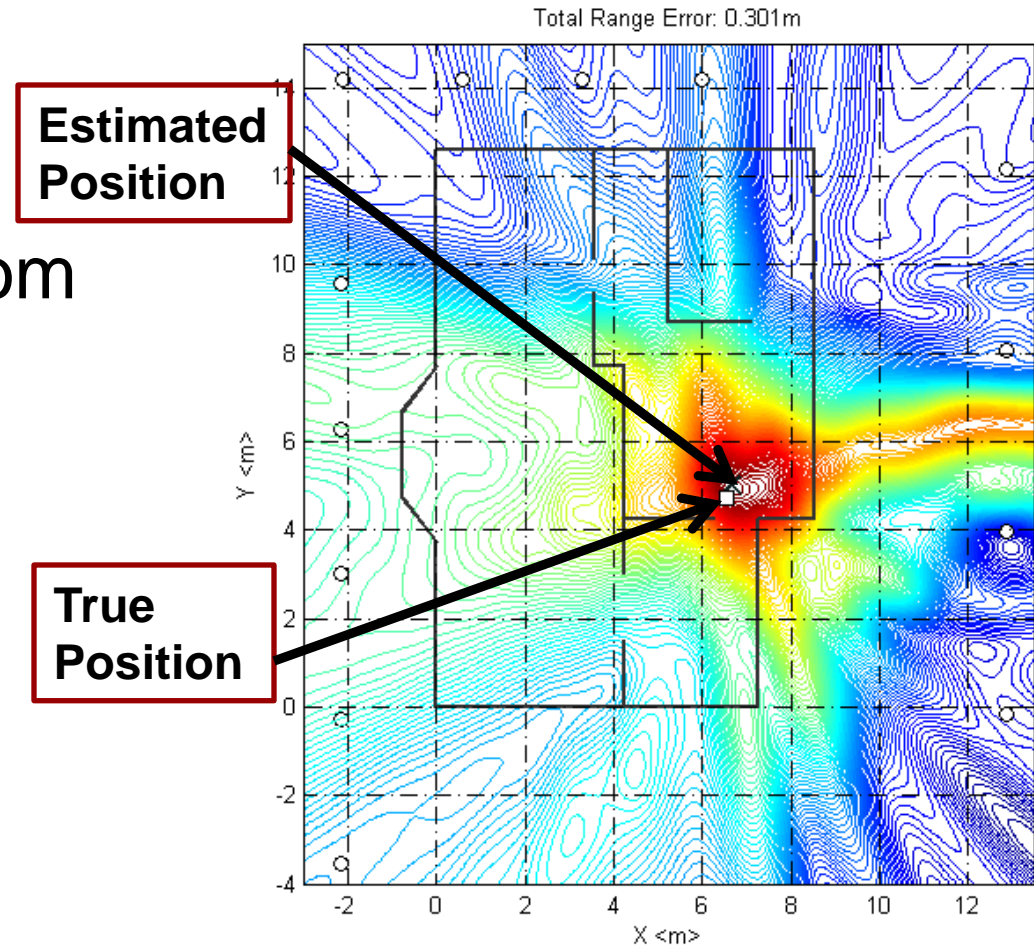 Total Range Error: 0.301m
Estimated
Position
om
True
Position
Y <m>
14
12
10
8
6
4
2
0
-2
-4
-2 0 2 4 6 8 10 12
X <m>